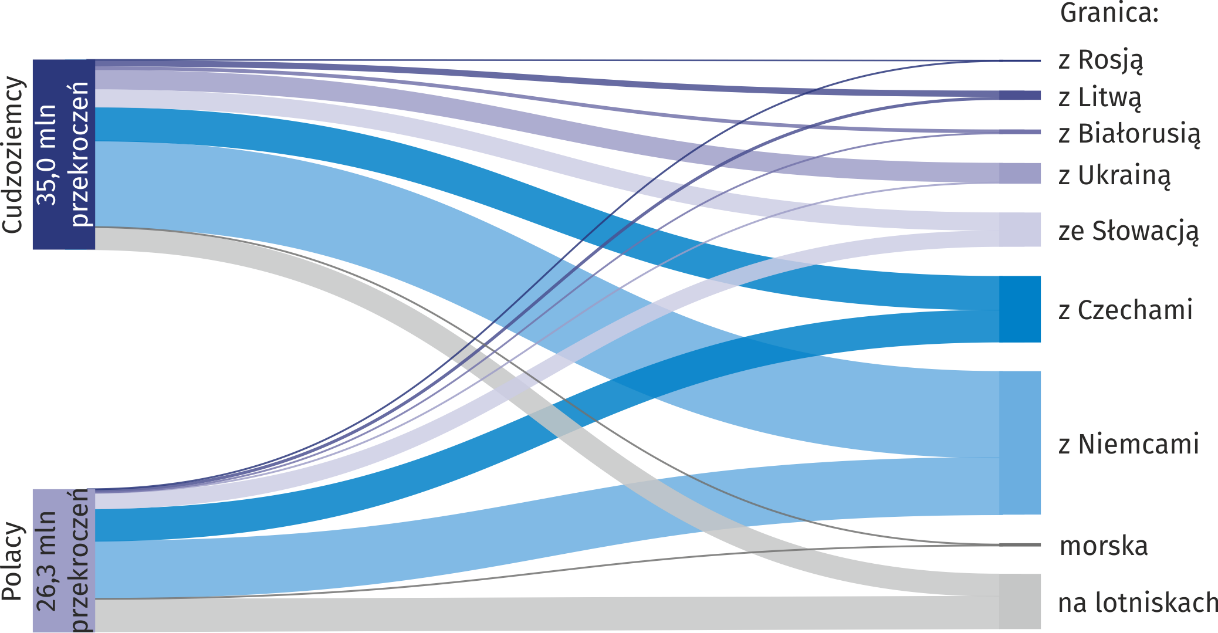 Granica:
Cudzoziemcy
35,0 mln
przekroczeń
z Rosją
z Litwą
z Białorusią
z Ukrainą
ze Słowacją
z Czechami
z Niemcami
morska
na lotniskach
Polacy
26,3 mln
przekroczeń